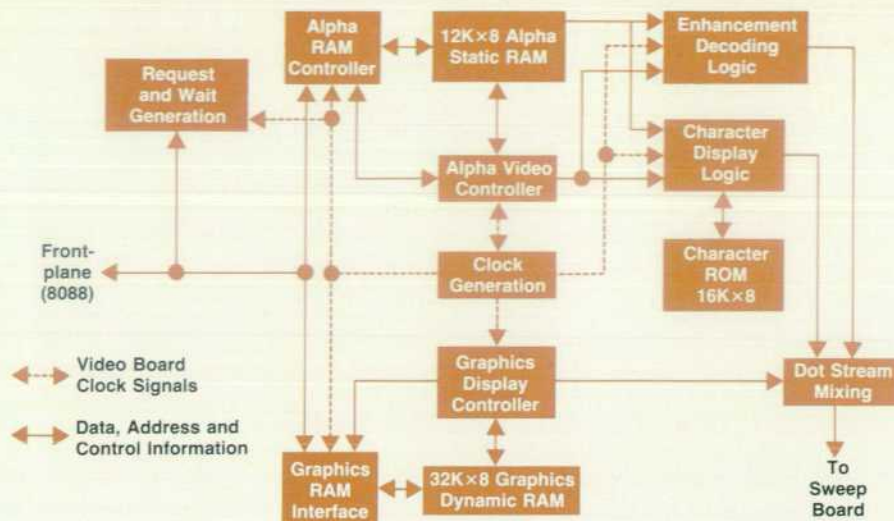 Alpha
RAM
Controller
12K×8 Alpha
Static RAM
Enhancement
Decoding
Logic
Request
and Wait
Generation
Alpha Video
Controller
Character
Display
Logic
Front-
plane
(8088)
Clock
Generation
Character
ROM
16K×8
Video Board
Clock Signals
Graphics
Display
Controller
Dot Stream
Mixing
Data, Address and
Control Information
Graphics
RAM
Interface
32K×8 Graphics
Dynamic RAM
To
Sweep
Board